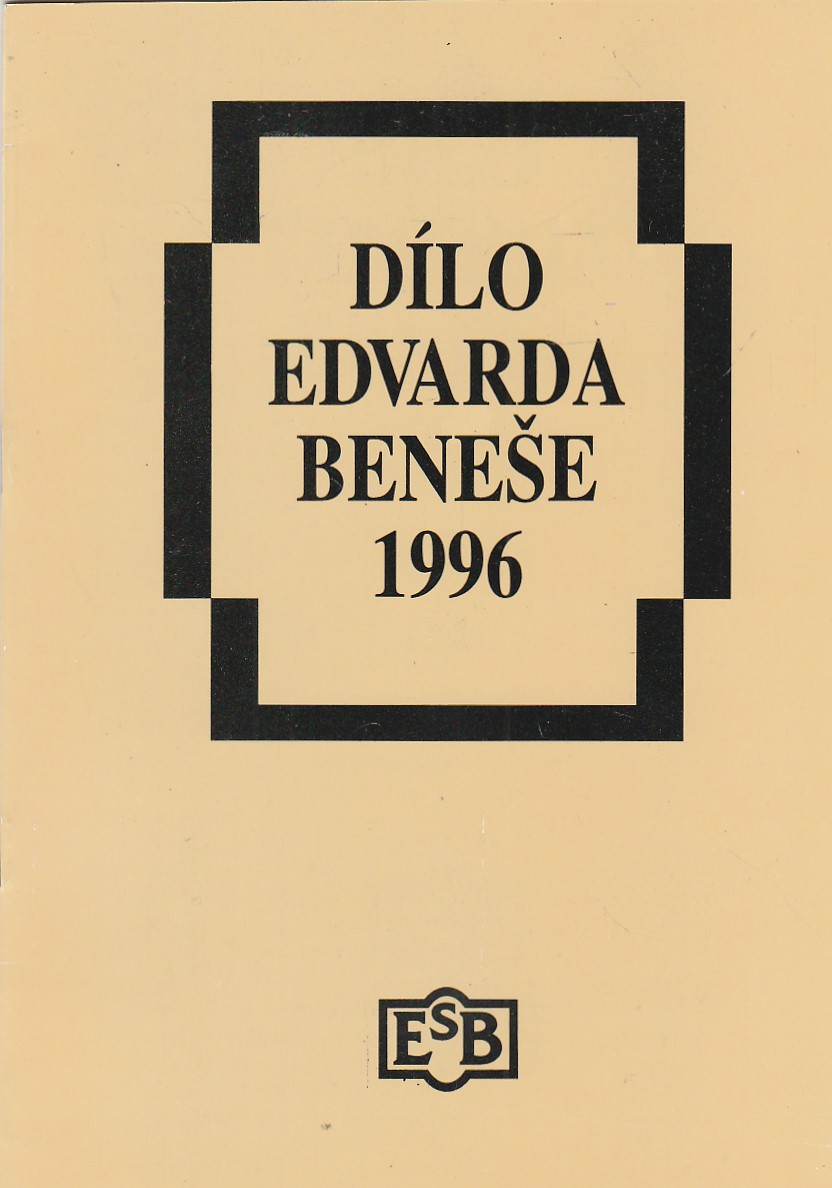 DÍLO
EDVARDA
BENEŠE
1996
ESB